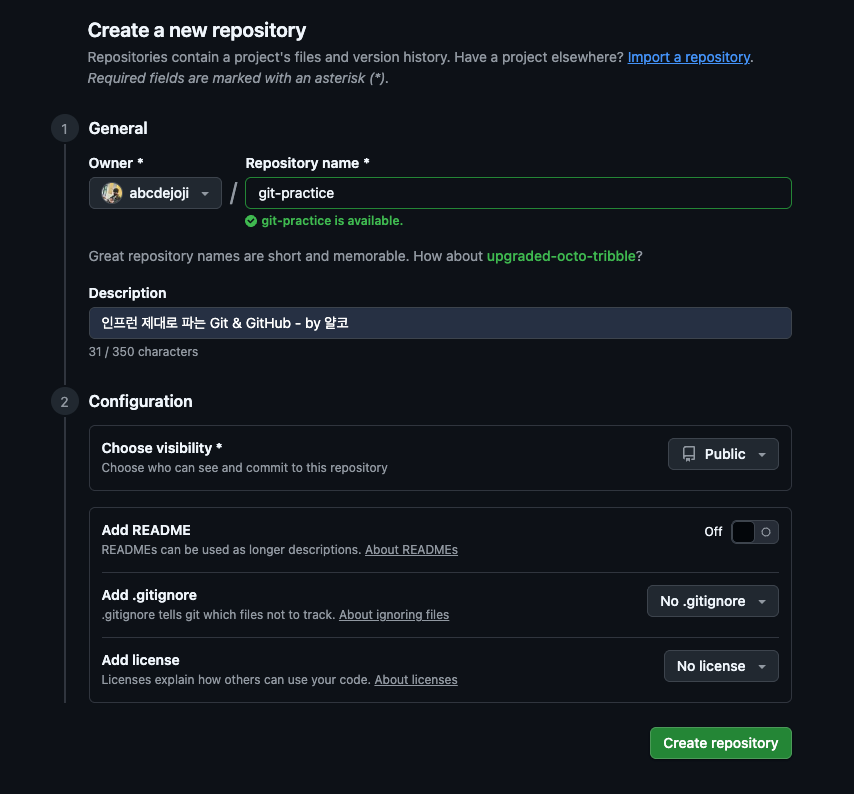 Create a new repository
Repositories contain a project's files and version history. Have a project elsewhere? Import a repository.
Required fields are marked with an asterisk (*).
1
General
Owner *
Repository name *
abcdejoji
/
git-practice
git-practice is available.
Great repository names are short and memorable. How about upgraded-octo-tribble?
Description
인프런 제대로 파는 Git & GitHub - by 얄코
31 / 350 characters
2
Configuration
Choose visibility *
Choose who can see and commit to this repository
Public
Add README
READMEs can be used as longer descriptions. About READMEs
Off
Add .gitignore
.gitignore tells git which files not to track. About ignoring files
No .gitignore
Add license
Licenses explain how others can use your code. About licenses
No license
Create repository